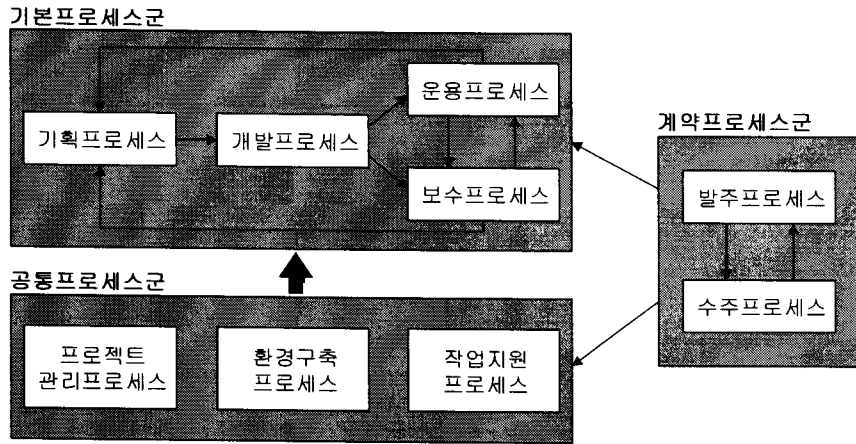 기본프로세스군
기획프로세스
개발프로세스
운용프로세스
보수프로세스
계약프로세스군
발주프로세스
수주프로세스
공통프로세스군
프로젝트
관리프로세스
환경구축
프로세스
작업지원
프로세스